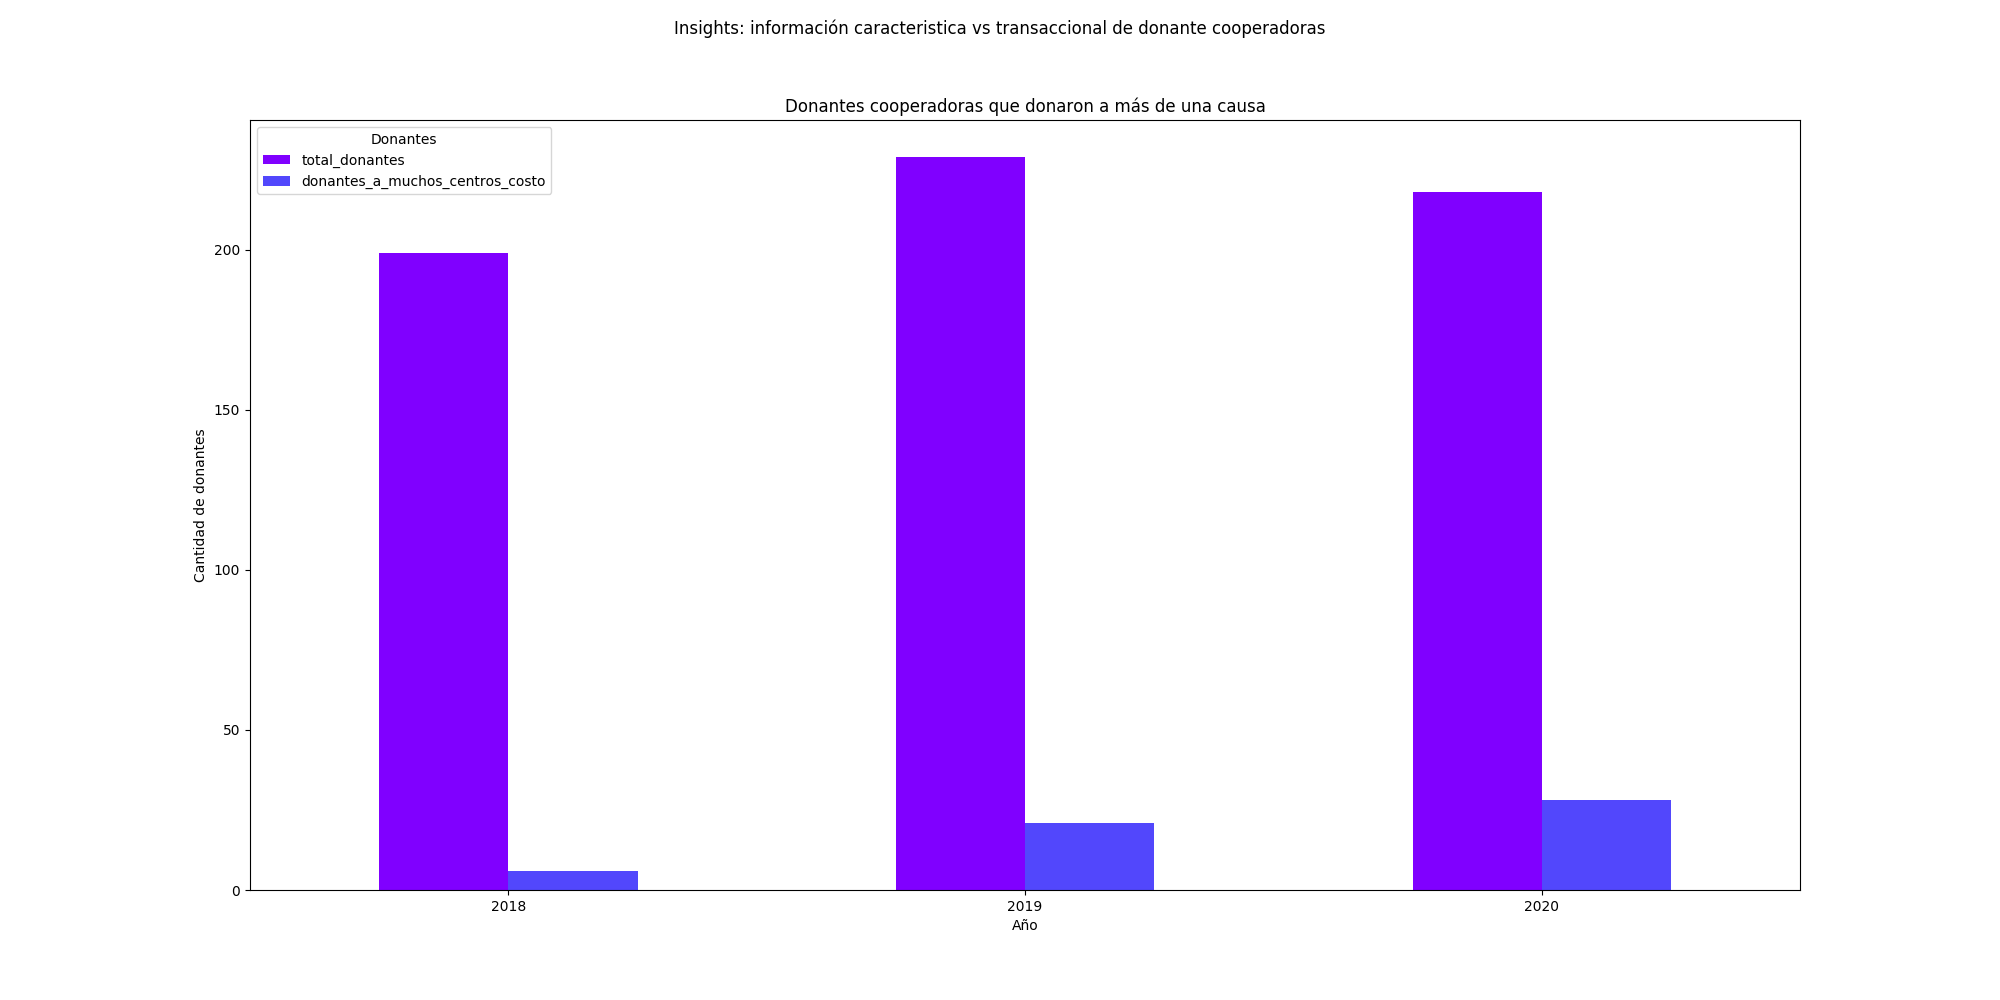 Insights: información caracteristica vs transaccional de donante cooperadoras
Donantes cooperadoras que donaron a más de una causa
Donantes
total_donantes
donantes_a_muchos_centros_costo
200
150
100
50
0
Cantidad de donantes
2018
2019
2020
Año